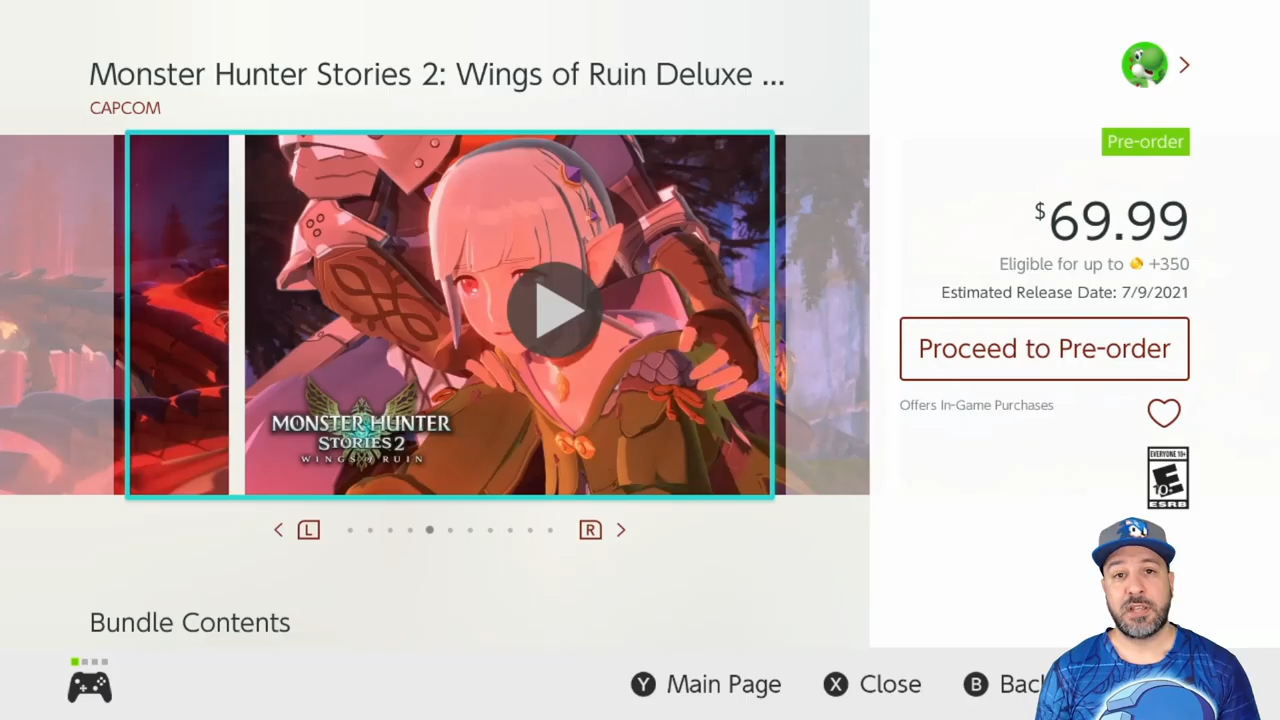 Monster Hunter Stories 2: Wings of Ruin Deluxe ...
CAPCOM
Pre-order
$69.99
Eligible for up to +350
Estimated Release Date: 7/9/2021
Proceed to Pre-order
Offers In-Game Purchases
MONSTER HUNTER
STORIES 2
WINGS OF RUIN
EVERYONE 10+
E
10+
ESRB
L
R
Bundle Contents
Y Main Page
X Close
B Bac